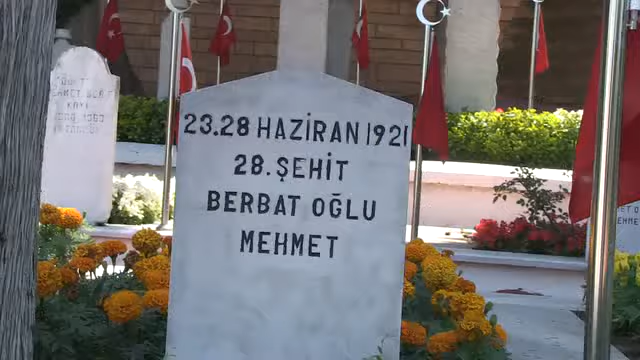 23.28 HAZİRAN 1921
28. ŞEHİT
BERBAT OĞLU
MEHMET